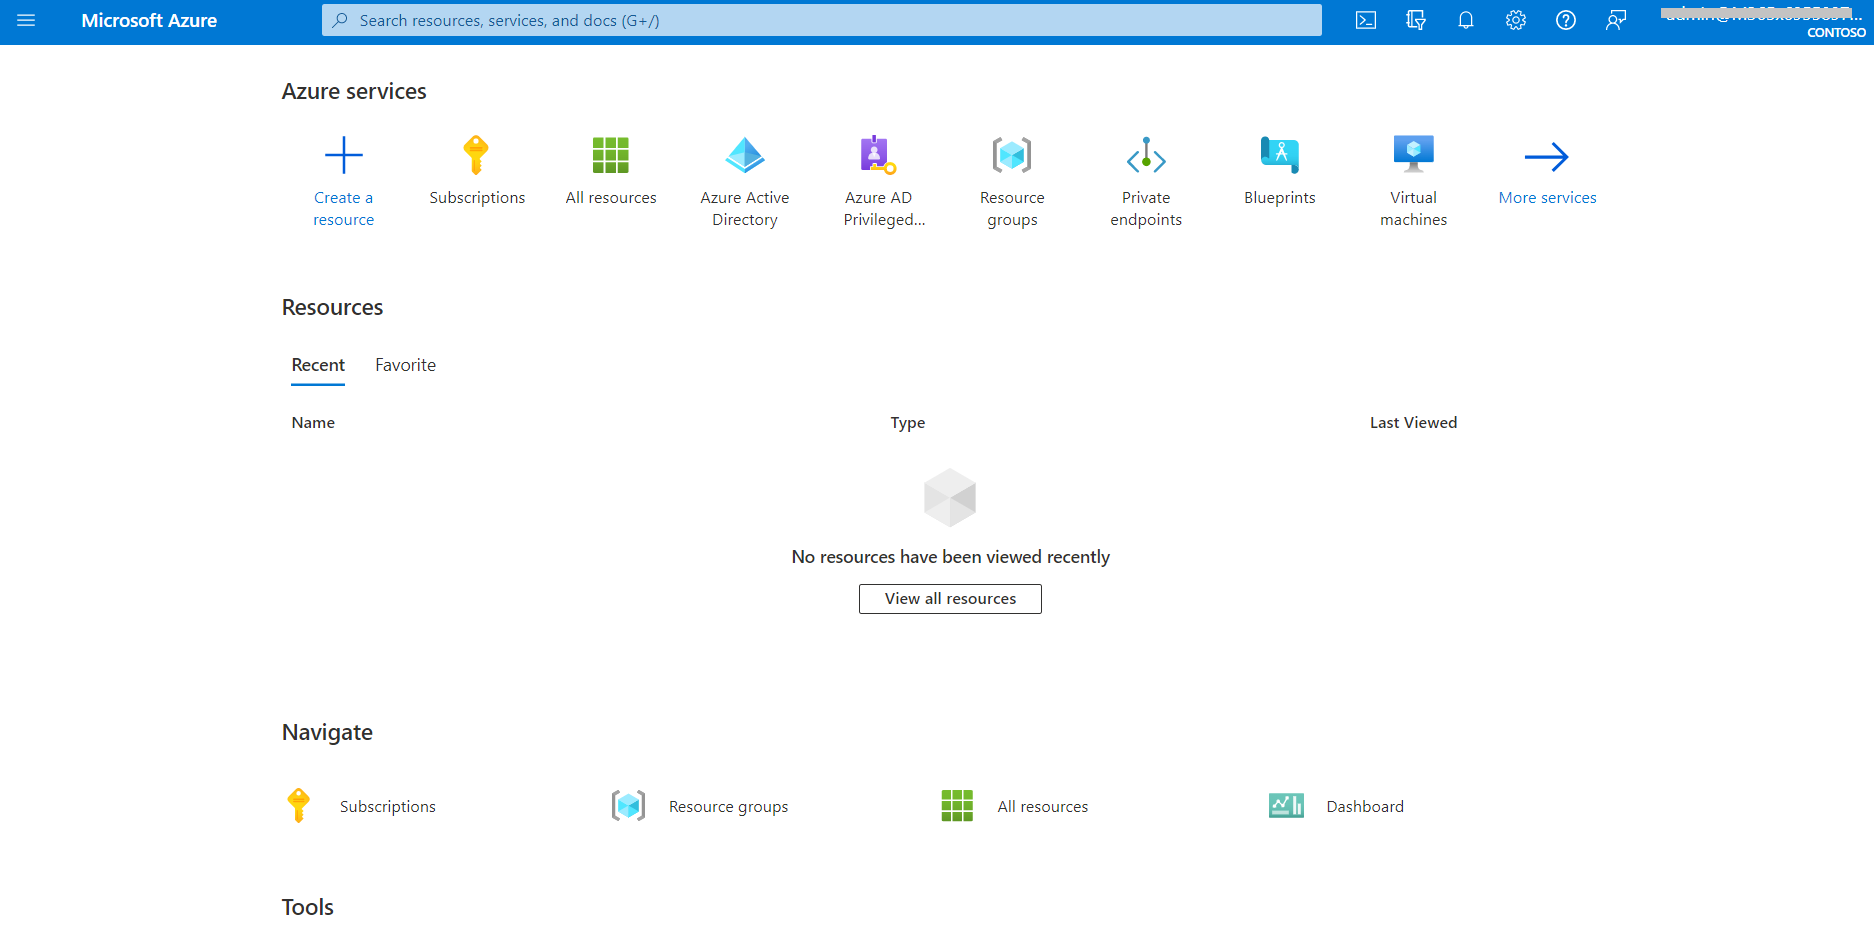 Microsoft Azure
Search resources, services, and docs (G+/)
CONTOSO
Azure services
Create a
resource
Subscriptions
All resources
Azure Active
Directory
Azure AD
Privileged...
Resource
groups
Private
endpoints
Blueprints
Virtual
machines
More services
Resources
Recent
Favorite
Name
Type
Last Viewed
No resources have been viewed recently
View all resources
Navigate
Subscriptions
Resource groups
All resources
Dashboard
Tools